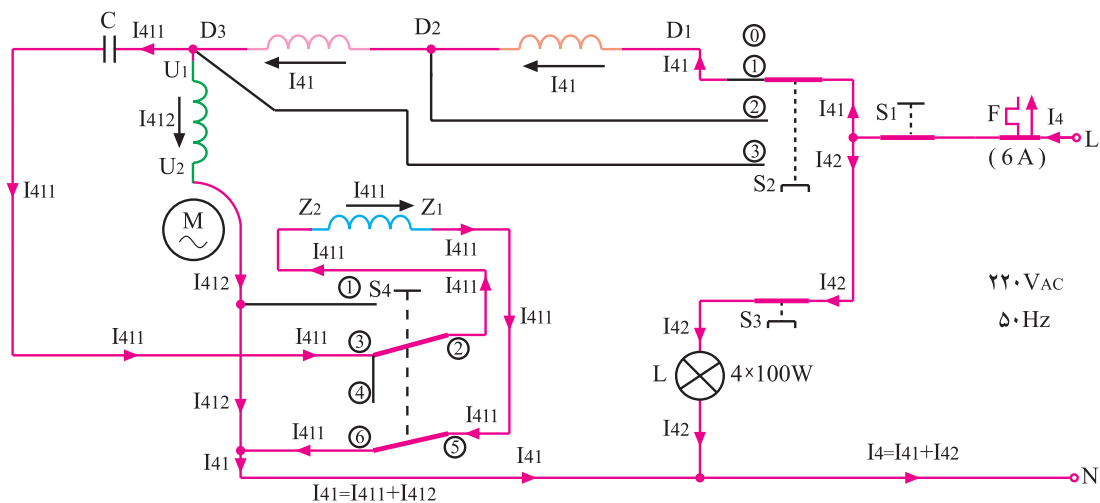 C
I411
D3
D2
D1
⓪
U1
I41
I41
I41
①
I412
②
I41
S1
F
I4
L
U2
③
I42
(6A)
I411
S2
M
Z2
I411
Z1
I411
I411
I412
①
S4
I411
I42
۲۲۰VAC
I411
I411
I411
③
②
S3
۵۰Hz
I42
④
L
4×100W
I412
I411
I411
⑥
⑤
I42
I41
I41
I4=I41+I42
N
I41=I411+I412